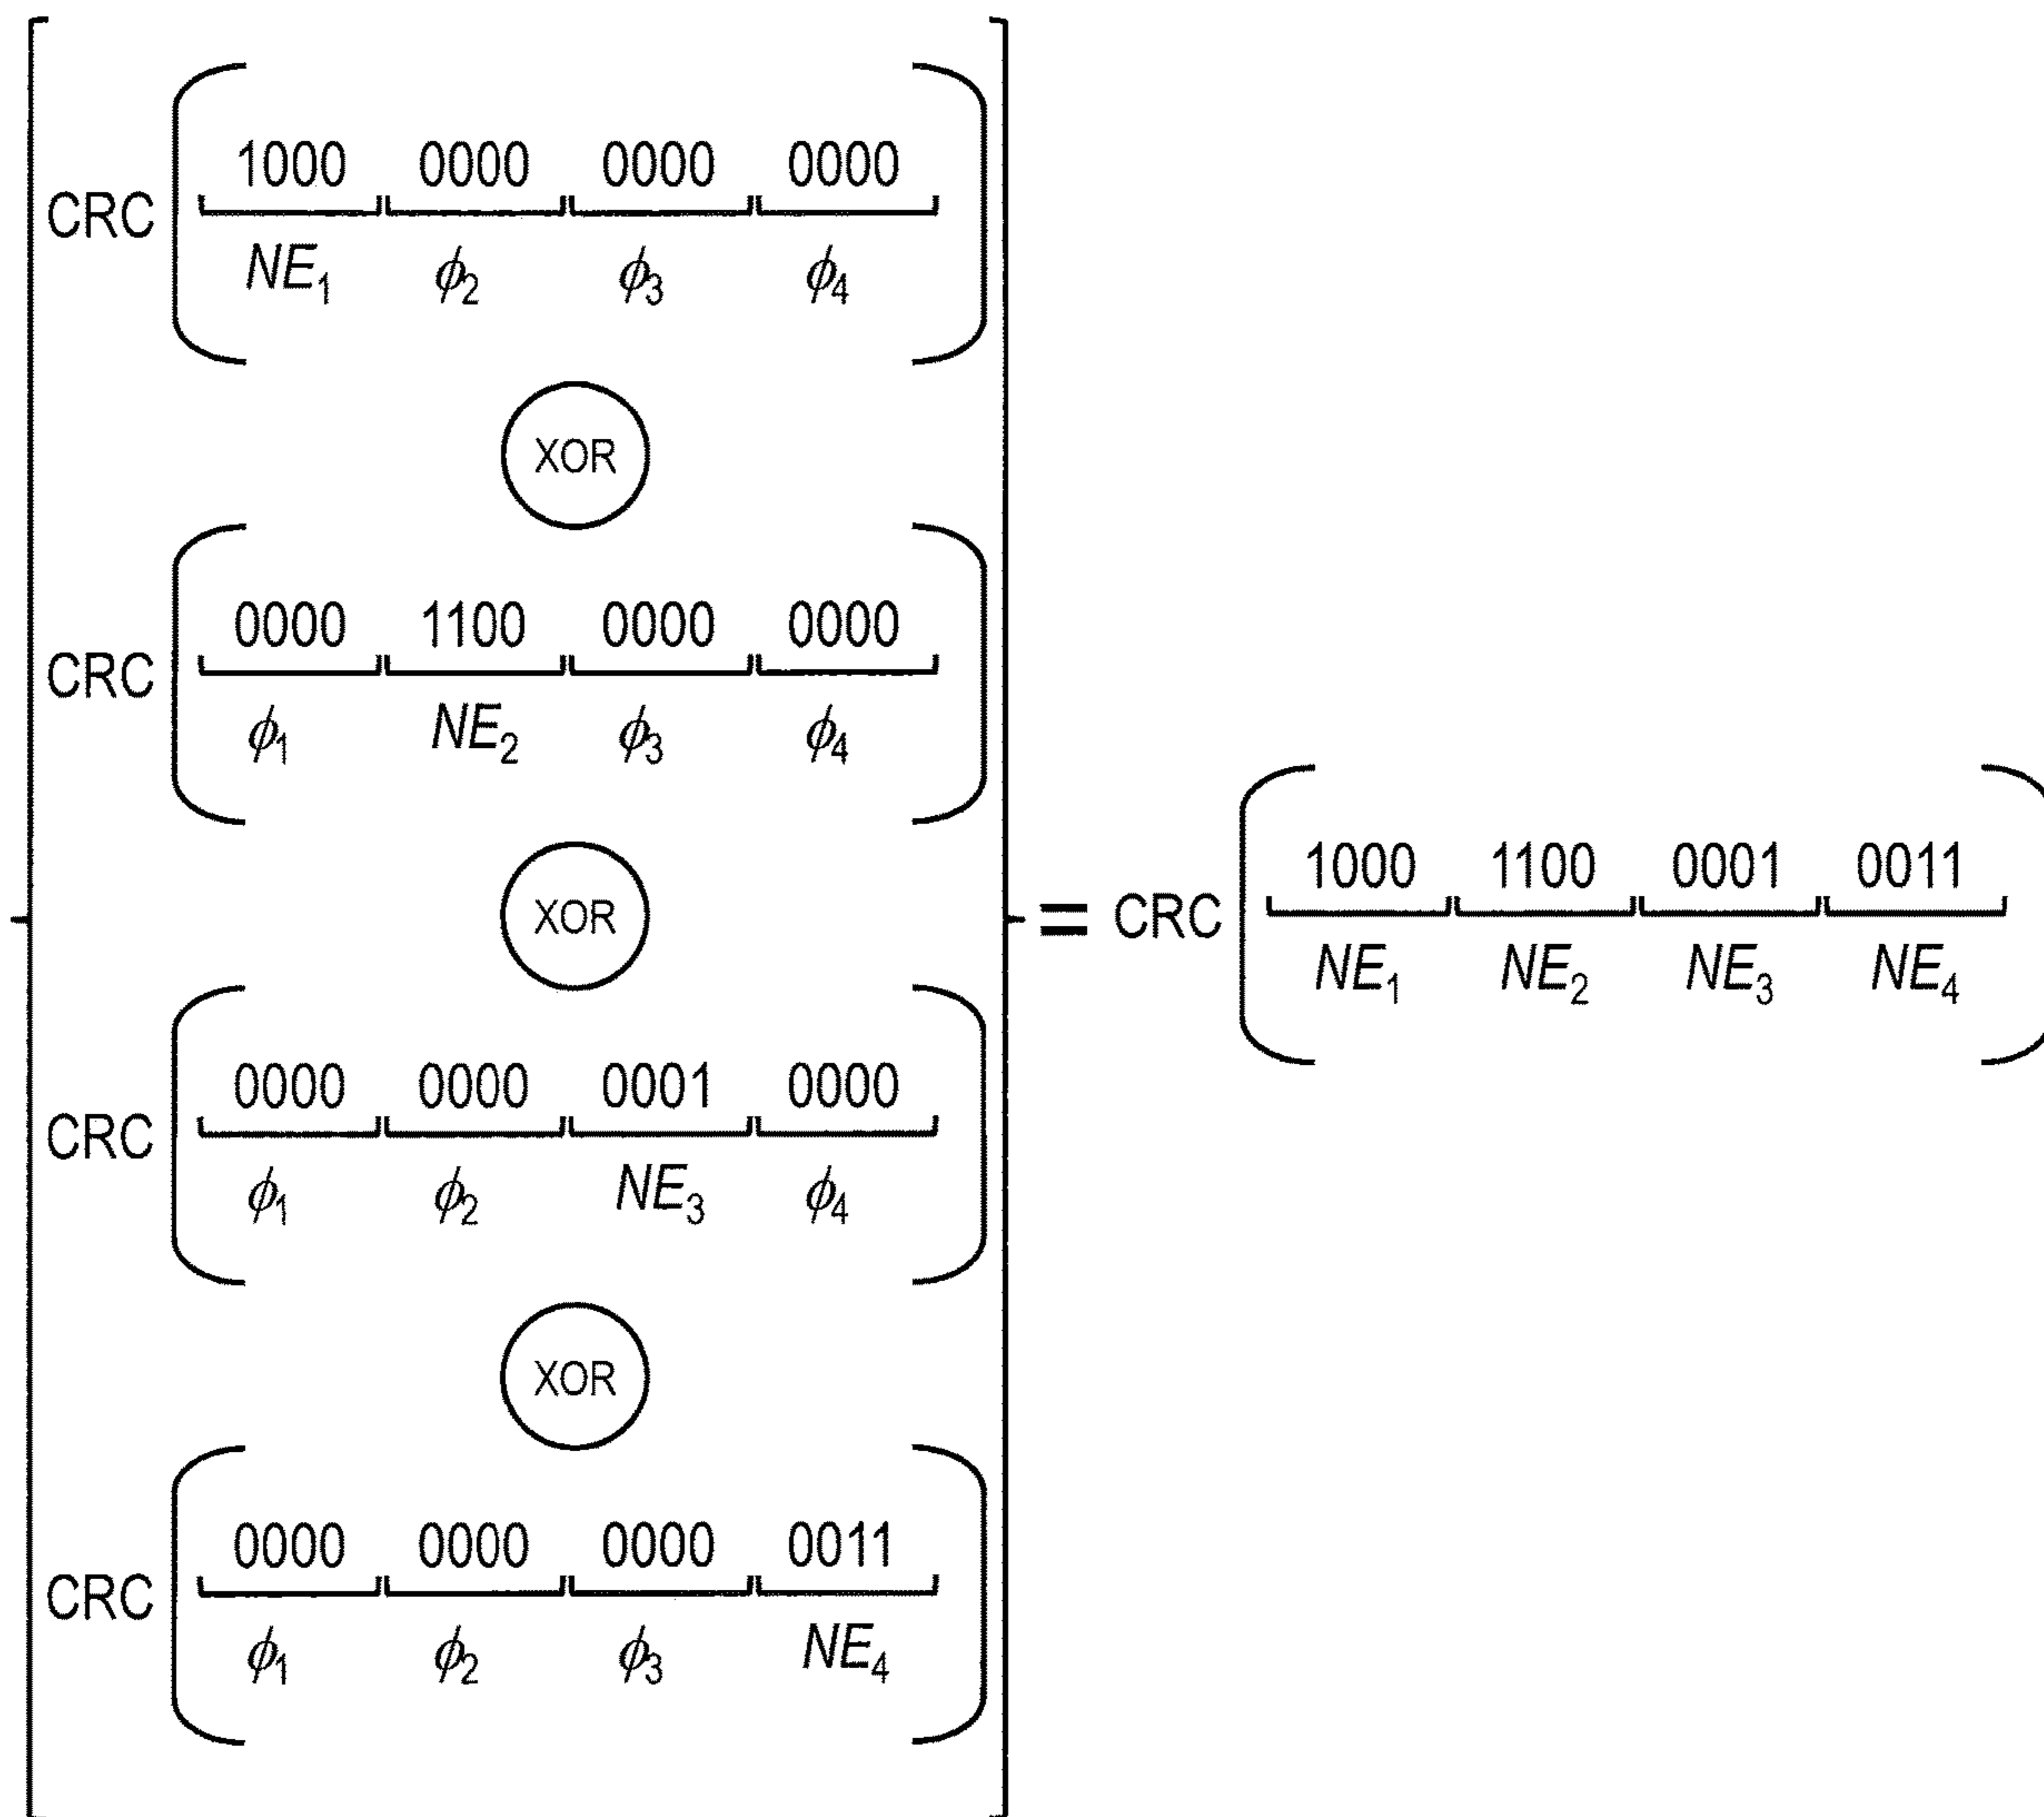 1000 0000 0000 0000
CRC
NE₁ ϕ₂ ϕ₃ ϕ₄
XOR
0000 1100 0000 0000
CRC
ϕ₁ NE₂ ϕ₃ ϕ₄
XOR
0000 0000 0001 0000
CRC
ϕ₁ ϕ₂ NE₃ ϕ₄
XOR
0000 0000 0000 0011
CRC
ϕ₁ ϕ₂ ϕ₃ NE₄
1000 1100 0001 0011
= CRC
NE₁ NE₂ NE₃ NE₄